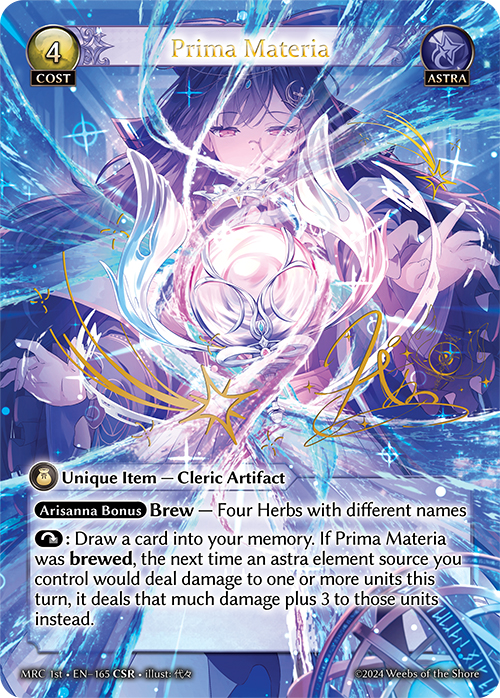 Prima Materia
4
COST
ASTRA
Unique Item — Cleric Artifact
Arisanna Bonus Brew — Four Herbs with different names
: Draw a card into your memory. If Prima Materia
was brewed, the next time an astra element source you
control would deal damage to one or more units this
turn, it deals that much damage plus 3 to those units
instead.
MRC 1st • EN-165 CSR • illust: 代々
©2024 Weebs of the Shore